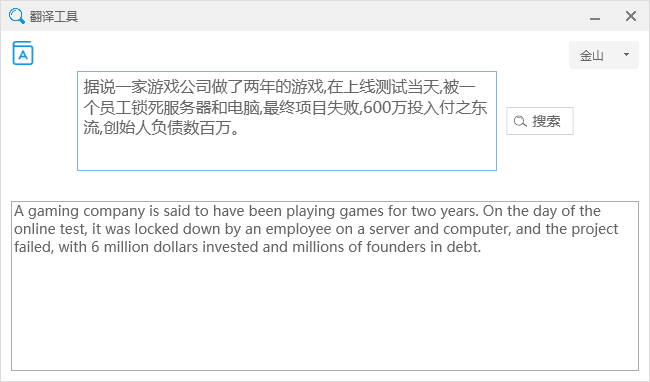 翻译工具
金山
据说一家游戏公司做了两年的游戏,在上线测试当天,被一
个员工锁死服务器和电脑,最终项目失败,600万投入付之东
流,创始人负债数百万。
搜索
A gaming company is said to have been playing games for two years. On the day of the
online test, it was locked down by an employee on a server and computer, and the project
failed, with 6 million dollars invested and millions of founders in debt.